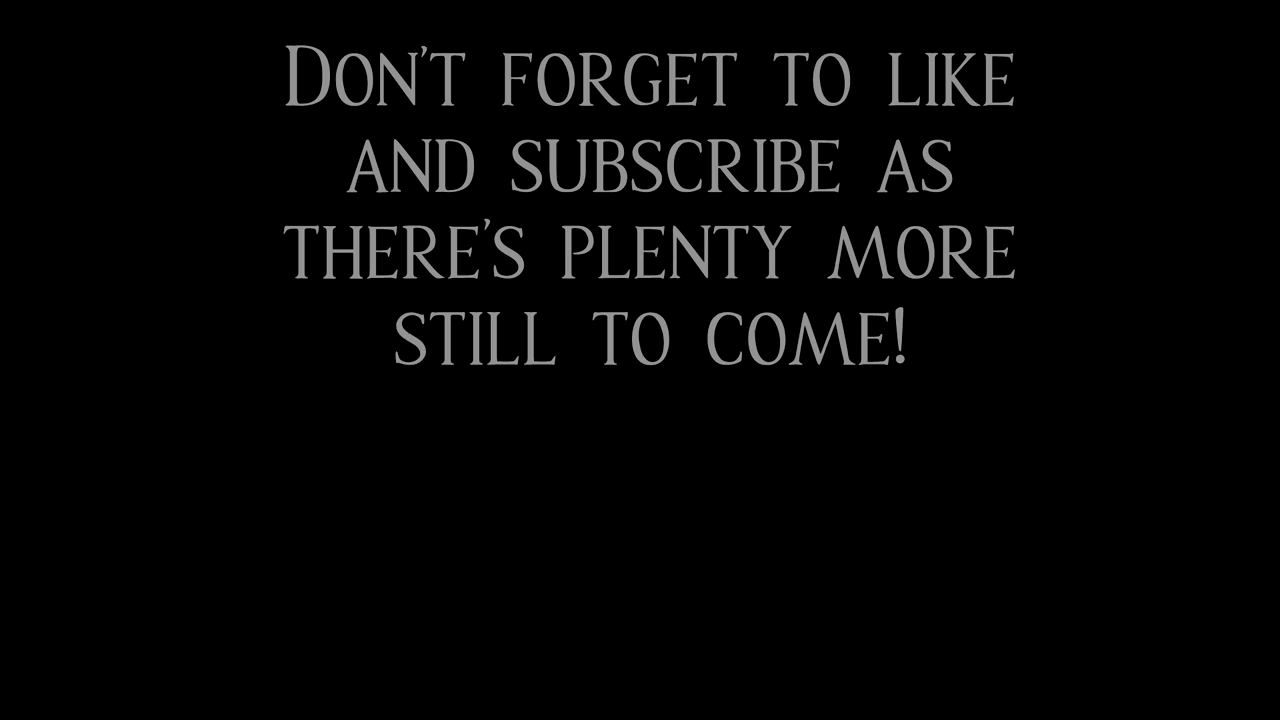 Don't forget to like
and subscribe as
there's plenty more
still to come!